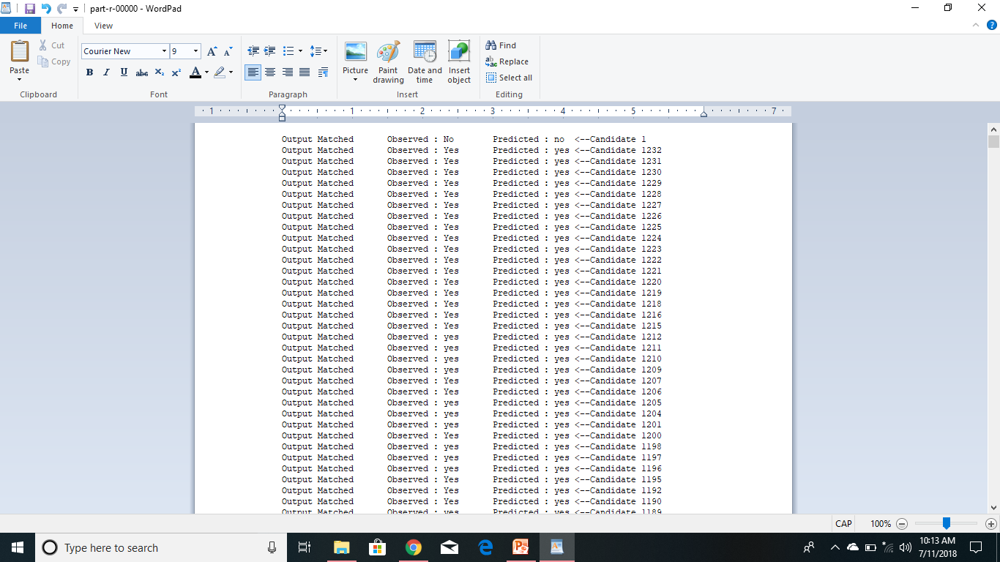 part-r-00000 - WordPad
File Home View
Paste Cut Copy Clipboard
Courier New 9
B I U abc X₂ X² A
Font
Paragraph
Picture Paint drawing Date and time Insert object
Insert
Find
Replace
Select all
Editing
1 1 2 3 4 5 7
Output Matched Observed : No Predicted : no <--Candidate 1
Output Matched Observed : Yes Predicted : yes <--Candidate 1232
Output Matched Observed : Yes Predicted : yes <--Candidate 1231
Output Matched Observed : Yes Predicted : yes <--Candidate 1230
Output Matched Observed : Yes Predicted : yes <--Candidate 1229
Output Matched Observed : Yes Predicted : yes <--Candidate 1228
Output Matched Observed : Yes Predicted : yes <--Candidate 1227
Output Matched Observed : Yes Predicted : yes <--Candidate 1226
Output Matched Observed : Yes Predicted : yes <--Candidate 1225
Output Matched Observed : Yes Predicted : yes <--Candidate 1224
Output Matched Observed : Yes Predicted : yes <--Candidate 1223
Output Matched Observed : Yes Predicted : yes <--Candidate 1222
Output Matched Observed : Yes Predicted : yes <--Candidate 1221
Output Matched Observed : Yes Predicted : yes <--Candidate 1220
Output Matched Observed : Yes Predicted : yes <--Candidate 1219
Output Matched Observed : Yes Predicted : yes <--Candidate 1218
Output Matched Observed : Yes Predicted : yes <--Candidate 1216
Output Matched Observed : Yes Predicted : yes <--Candidate 1215
Output Matched Observed : yes Predicted : yes <--Candidate 1212
Output Matched Observed : yes Predicted : yes <--Candidate 1211
Output Matched Observed : yes Predicted : yes <--Candidate 1210
Output Matched Observed : yes Predicted : yes <--Candidate 1209
Output Matched Observed : Yes Predicted : yes <--Candidate 1207
Output Matched Observed : Yes Predicted : yes <--Candidate 1206
Output Matched Observed : yes Predicted : yes <--Candidate 1205
Output Matched Observed : yes Predicted : yes <--Candidate 1204
Output Matched Observed : yes Predicted : yes <--Candidate 1201
Output Matched Observed : Yes Predicted : yes <--Candidate 1200
Output Matched Observed : yes Predicted : yes <--Candidate 1198
Output Matched Observed : yes Predicted : yes <--Candidate 1197
Output Matched Observed : yes Predicted : yes <--Candidate 1196
Output Matched Observed : Yes Predicted : yes <--Candidate 1195
Output Matched Observed : Yes Predicted : yes <--Candidate 1192
Output Matched Observed : Yes Predicted : yes <--Candidate 1190
Output Matched Observed : yes Predicted : yes <--Candidate 1189
CAP 100%
Type here to search
10:13 AM
7/11/2018